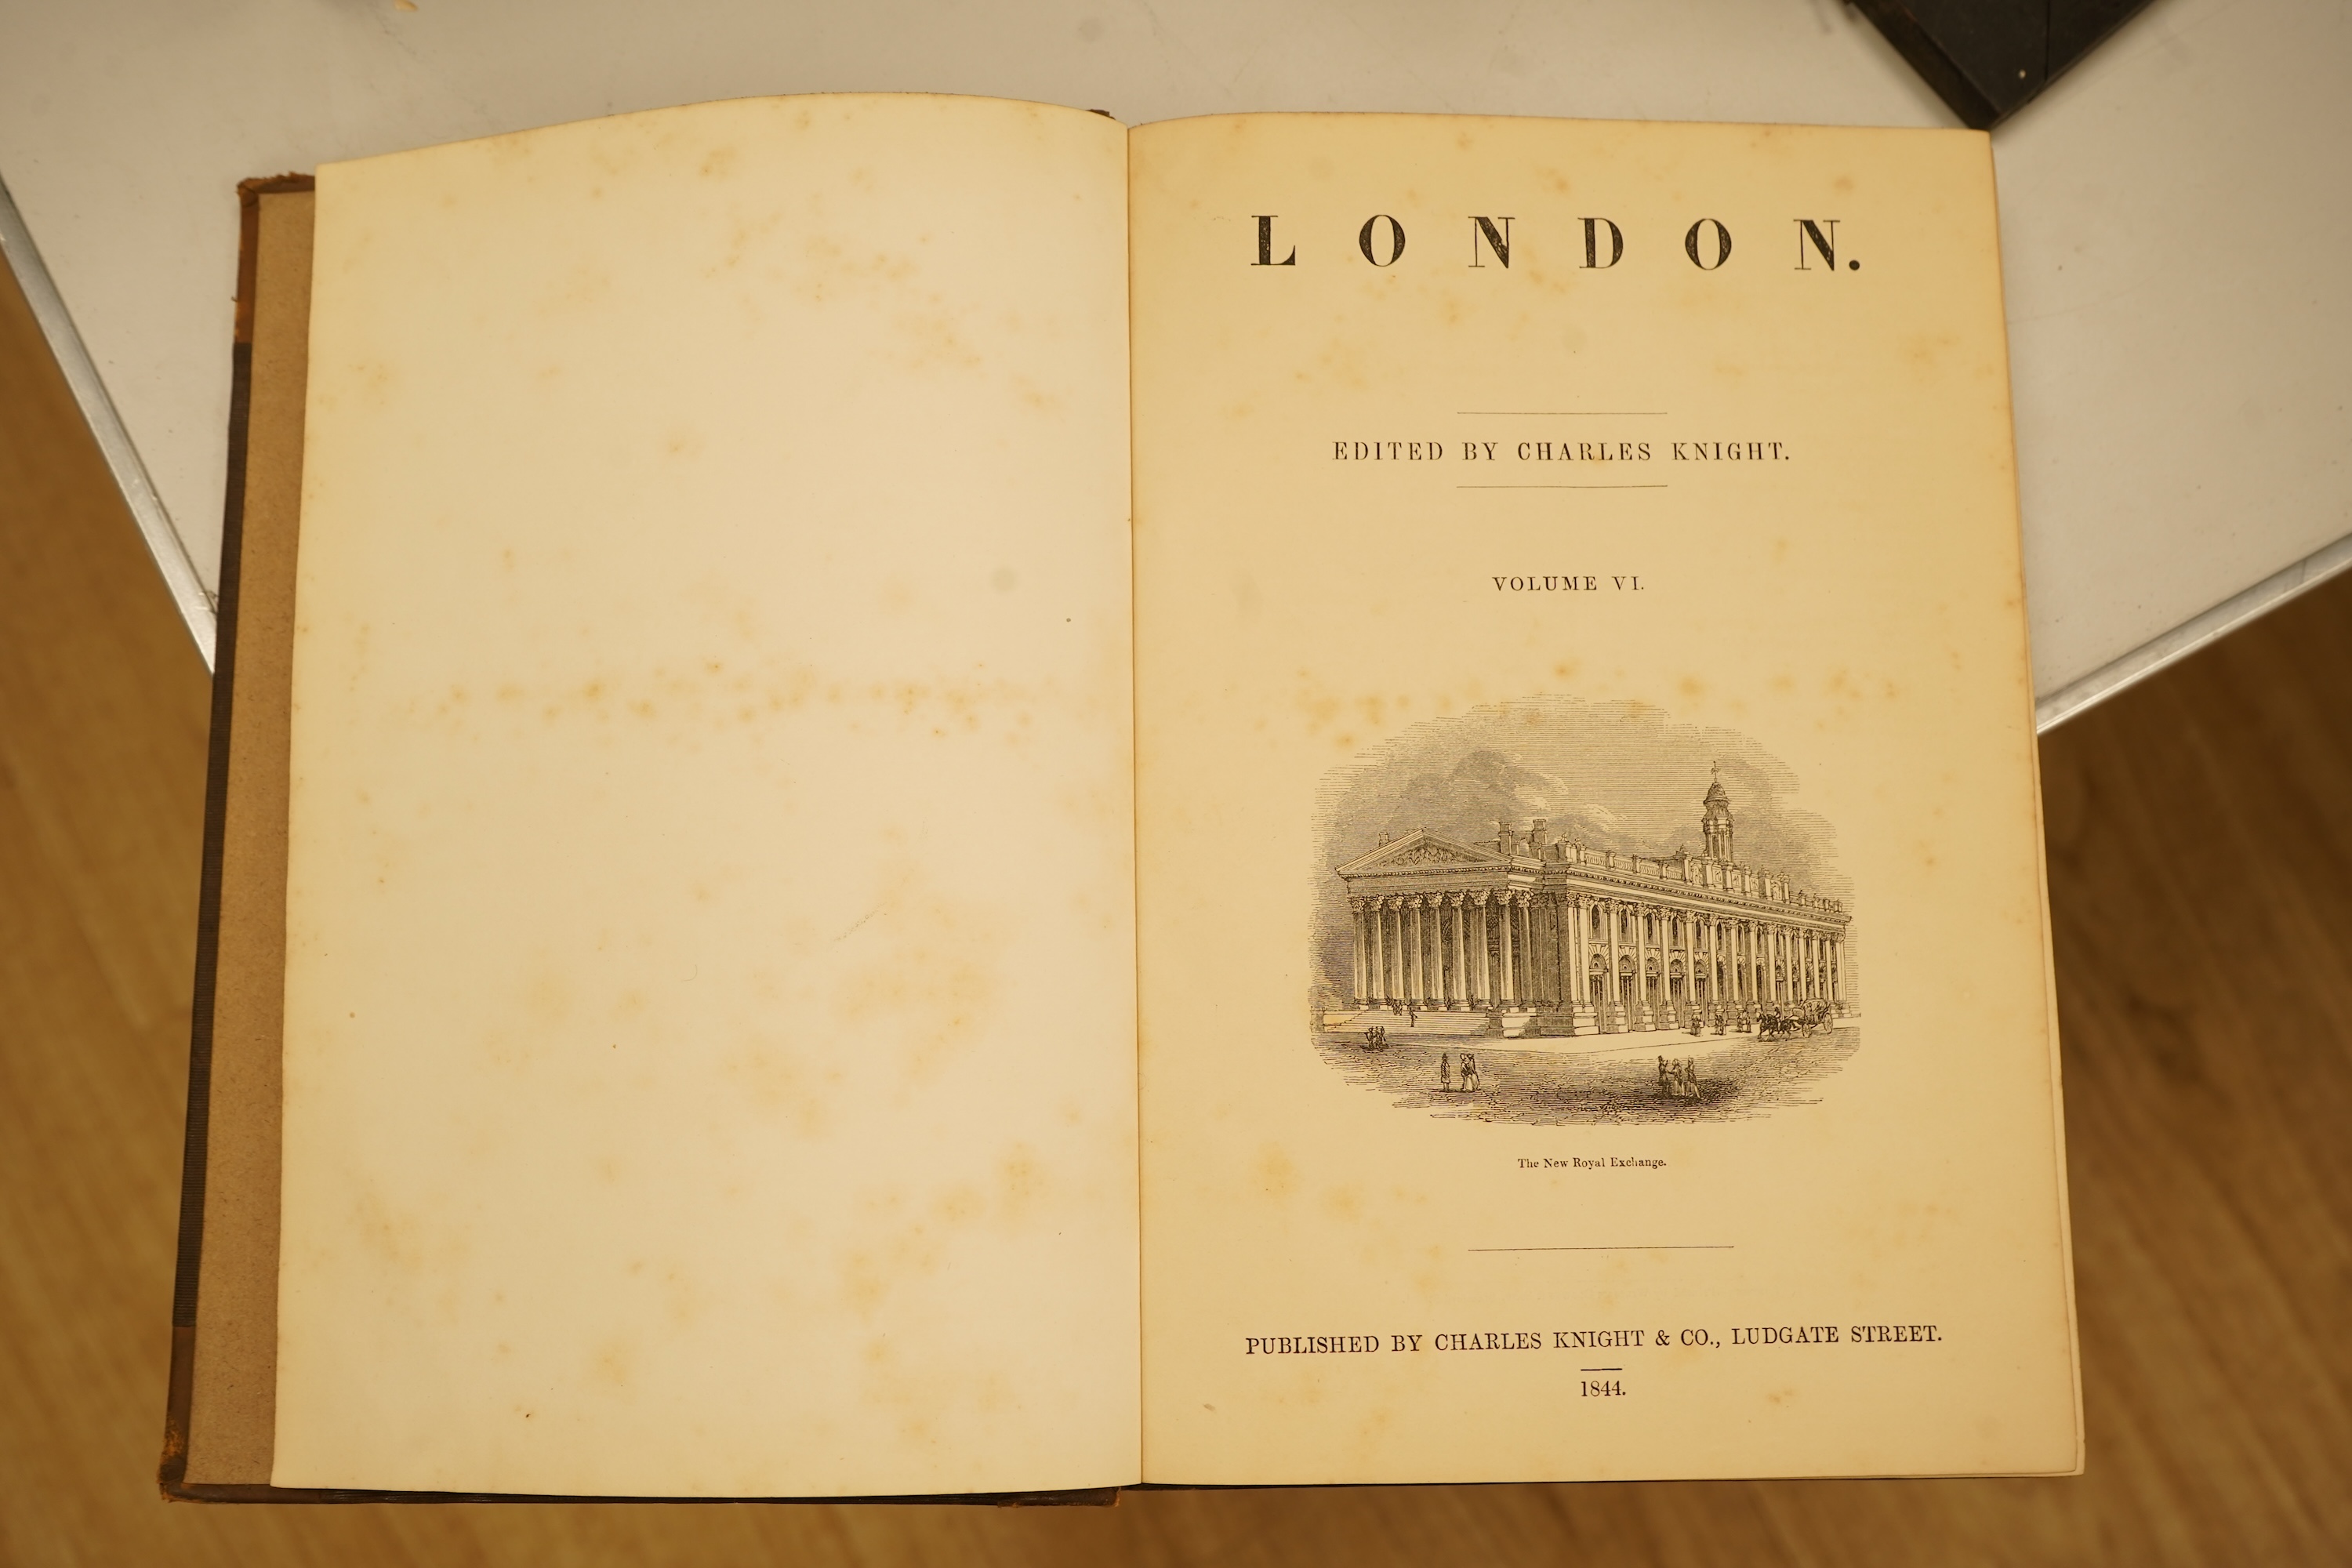 LONDON.
EDITED BY CHARLES KNIGHT.
VOLUME VI.
The New Royal Exchange.
PUBLISHED BY CHARLES KNIGHT & CO., LUDGATE STREET.
1844.